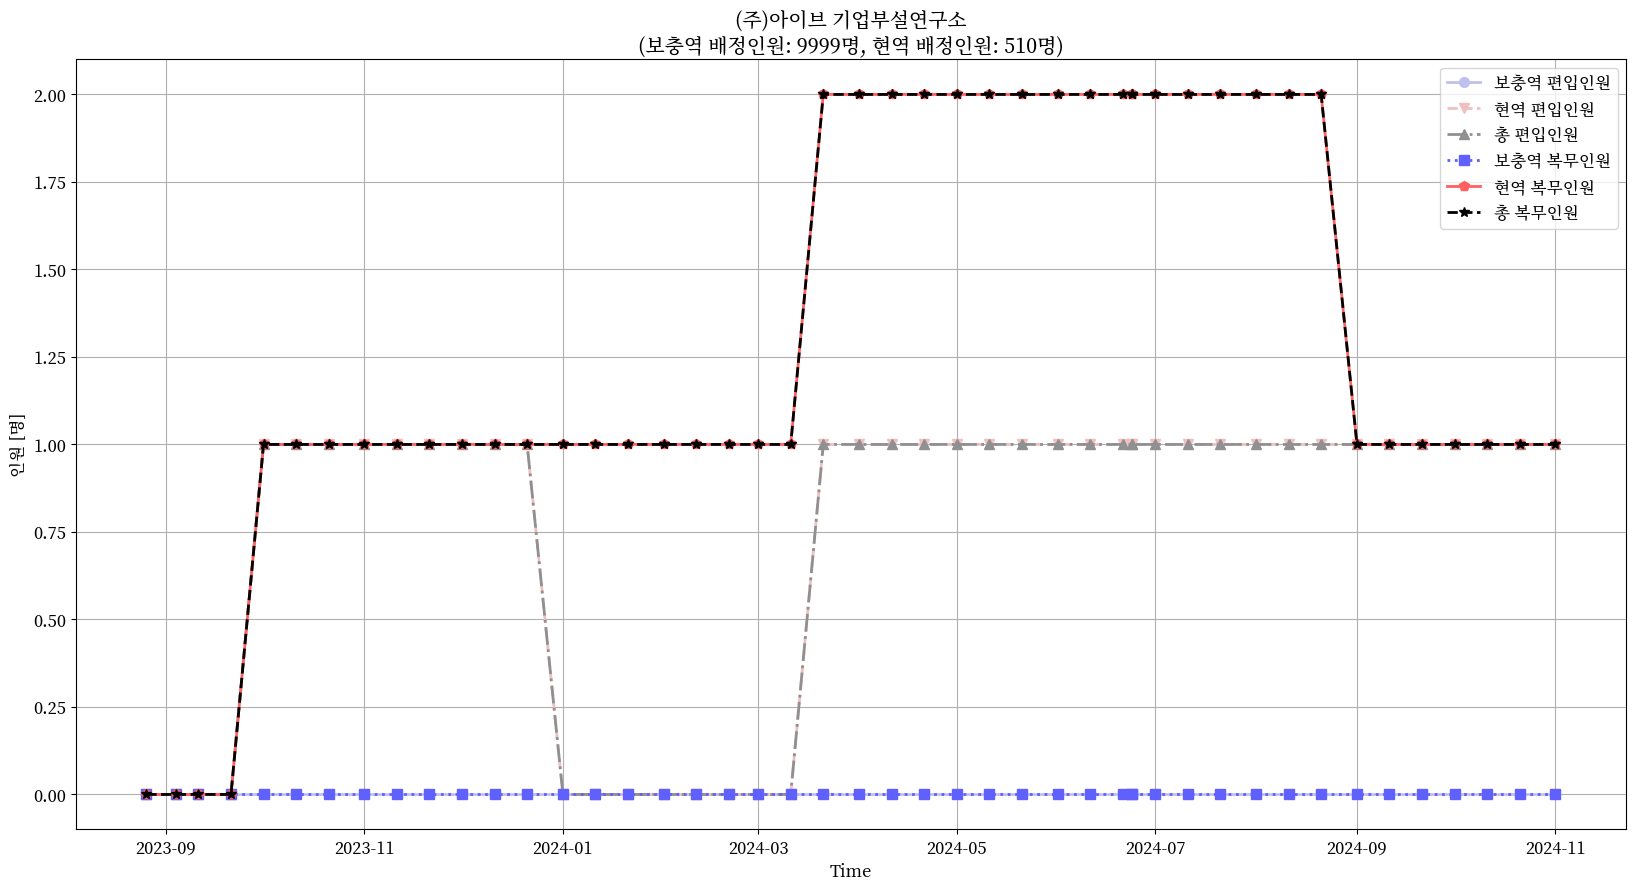 (주)아이브 기업부설연구소
(보충역 배정인원: 9999명, 현역 배정인원: 510명)
보충역 편입인원
현역 편입인원
총 편입인원
보충역 복무인원
현역 복무인원
총 복무인원
2.00
1.75
1.50
1.25
1.00
0.75
0.50
0.25
0.00
인원 [명]
2023-09 2023-11 2024-01 2024-03 2024-05 2024-07 2024-09 2024-11
Time